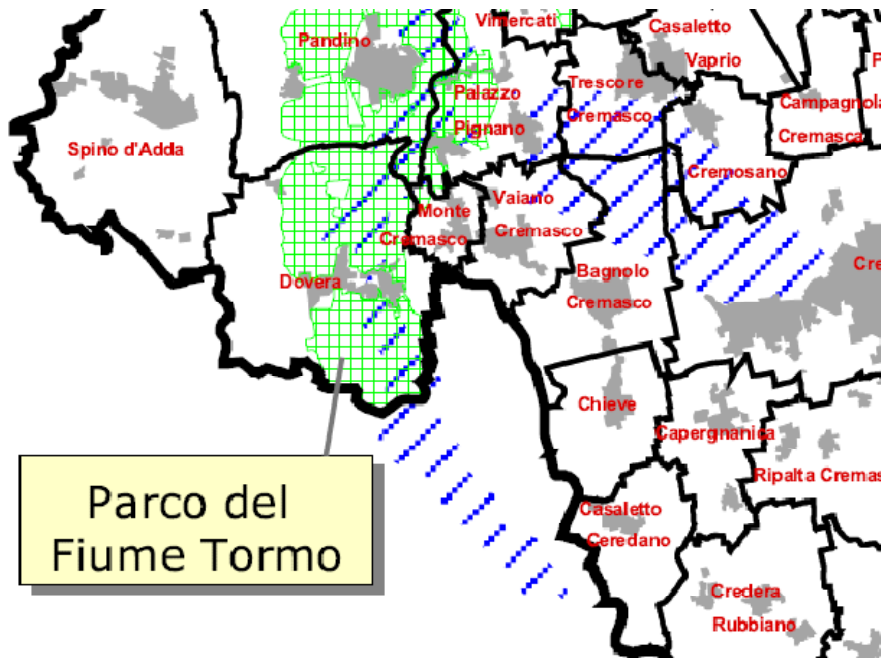 Vimercati
Pandino
Casaletto
Vaprio
Palazzo
Pignano
Trescore
Cremasco
Campagnola
Cremasca
Spino d'Adda
Cremosano
Monte
Cremasco
Vaiano
Cremasco
Dovera
Bagnolo
Cremasco
Cre
Chieve
Capergnanica
Ripalta Cremas
Parco del
Fiume Tormo
Casaletto
Ceredano
Credera
Rubbiano